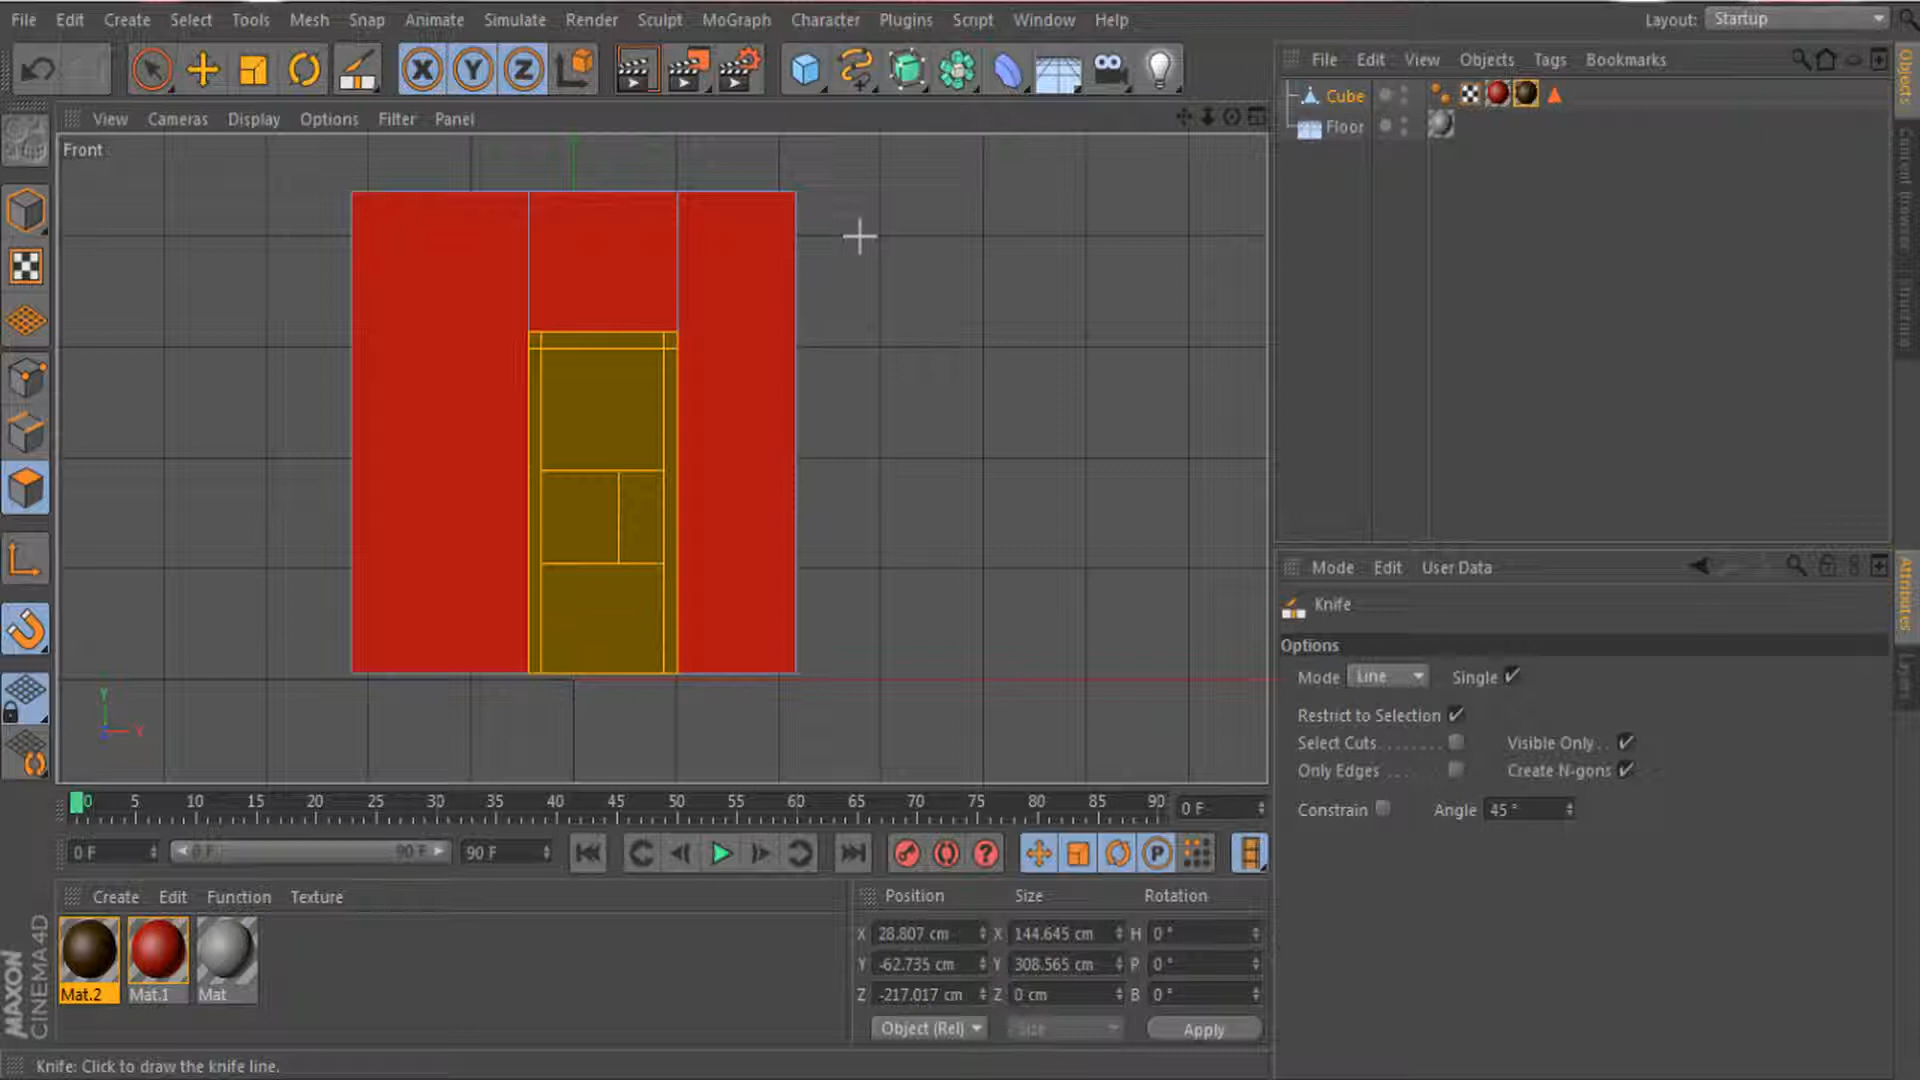 File Edit Create Select Tools Mesh Snap Animate Simulate Render Sculpt MoGraph Character Plugins Script Window Help
Layout: Startup
File Edit View Objects Tags Bookmarks
Objects
Cube
Floor
Structure
View Cameras Display Options Filter Panel
Front
Y
Mode Edit User Data
Attributes
Layers
Knife
Options
Mode Line Single
Restrict to Selection
Select Cuts Visible Only
Only Edges Create N-gons
Constrain Angle 45 °
0 5 10 15 20 25 30 35 40 45 50 55 60 65 70 75 80 85 90 0 F
0 F 0 F 90 F 90 F
Create Edit Function Texture
Mat.2 Mat.1 Mat
Position Size Rotation
X 28.807 cm X 144.645 cm H 0 °
Y -62.735 cm Y 308.565 cm P 0 °
Z -217.017 cm Z 0 cm B 0 °
Object (Rel) Size Apply
MAXON
CINEMA4D
Knife: Click to draw the knife line.